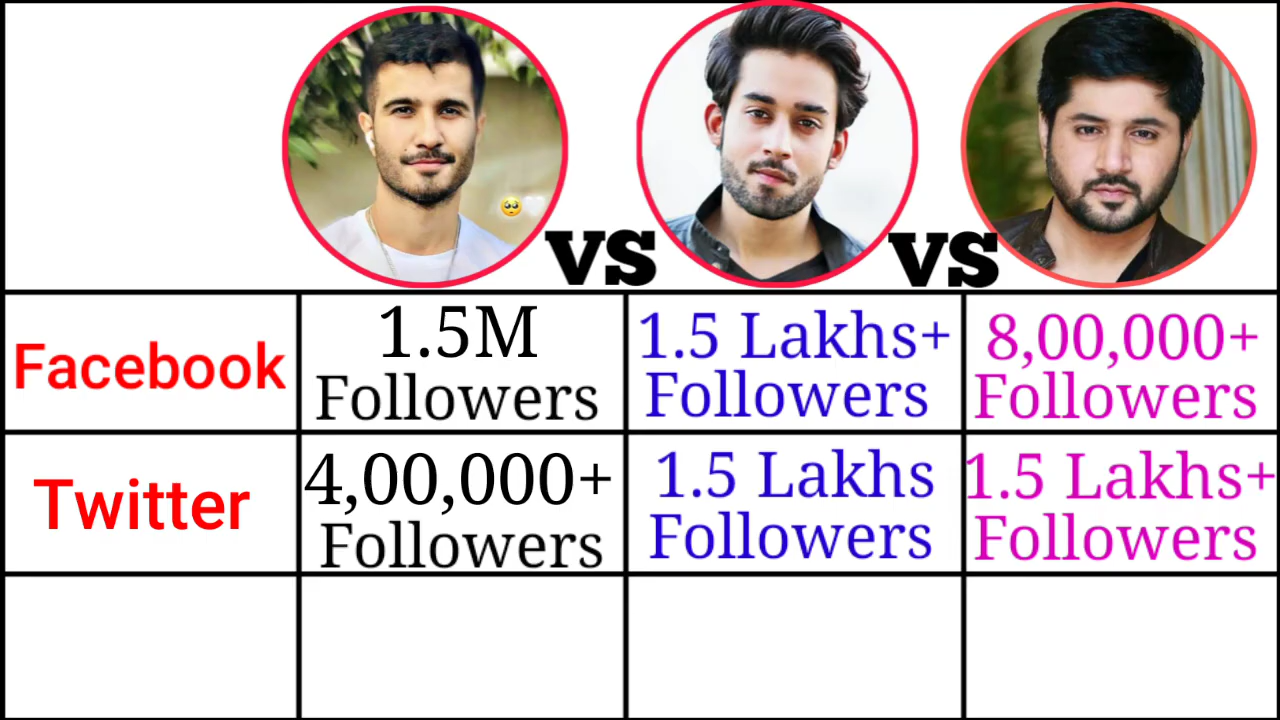 VS
VS
Facebook
1.5M
Followers
1.5 Lakhs+
Followers
8,00,000+
Followers
Twitter
4,00,000+
Followers
1.5 Lakhs
Followers
1.5 Lakhs+
Followers